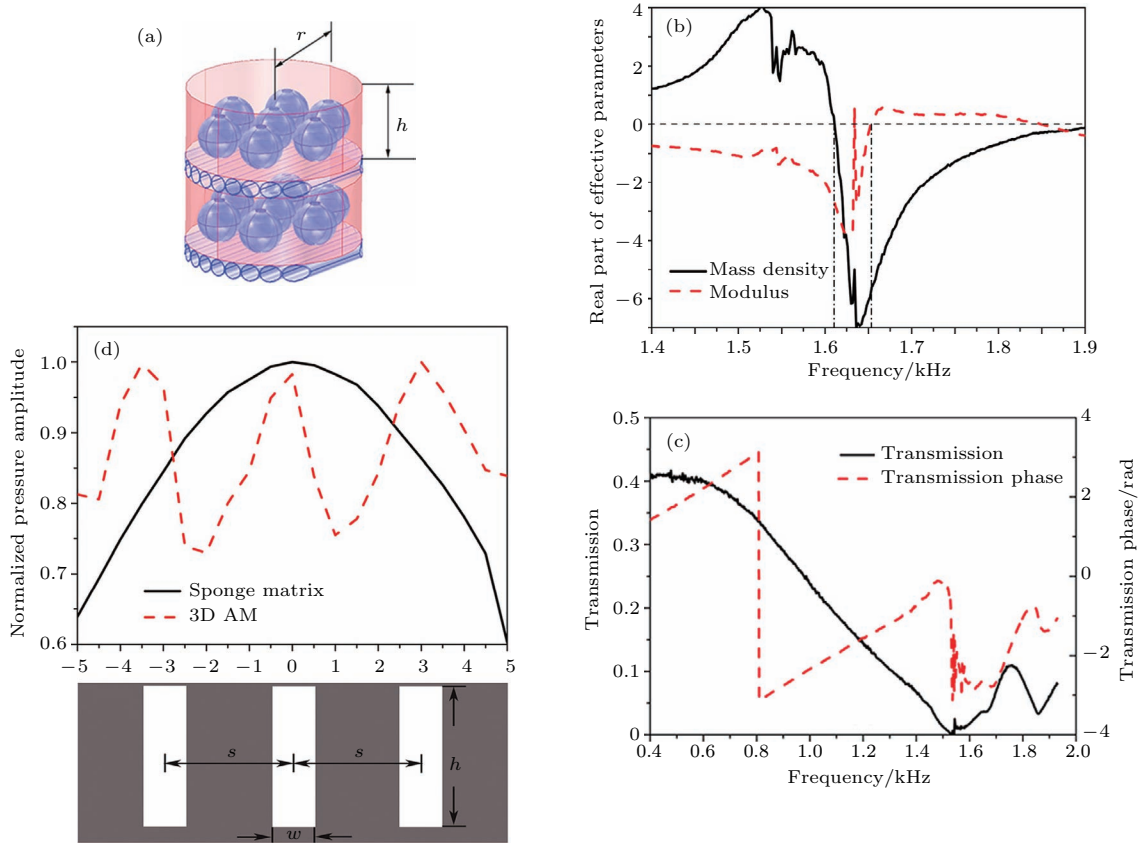 (a)
r
h
(b)
Real part of effective parameters
4
2
0
−2
−4
−6
Mass density
Modulus
1.4 1.5 1.6 1.7 1.8 1.9
Frequency/kHz
(d)
Normalized pressure amplitude
1.0
0.9
0.8
0.7
0.6
Sponge matrix
3D AM
−5 −4 −3 −2 −1 0 1 2 3 4 5
s s
h
w
(c)
Transmission
0.5
0.4
0.3
0.2
0.1
0
Transmission
Transmission phase
4
2
0
−2
−4
Transmission phase/rad
0.4 0.6 0.8 1.0 1.2 1.4 1.6 1.8 2.0
Frequency/kHz